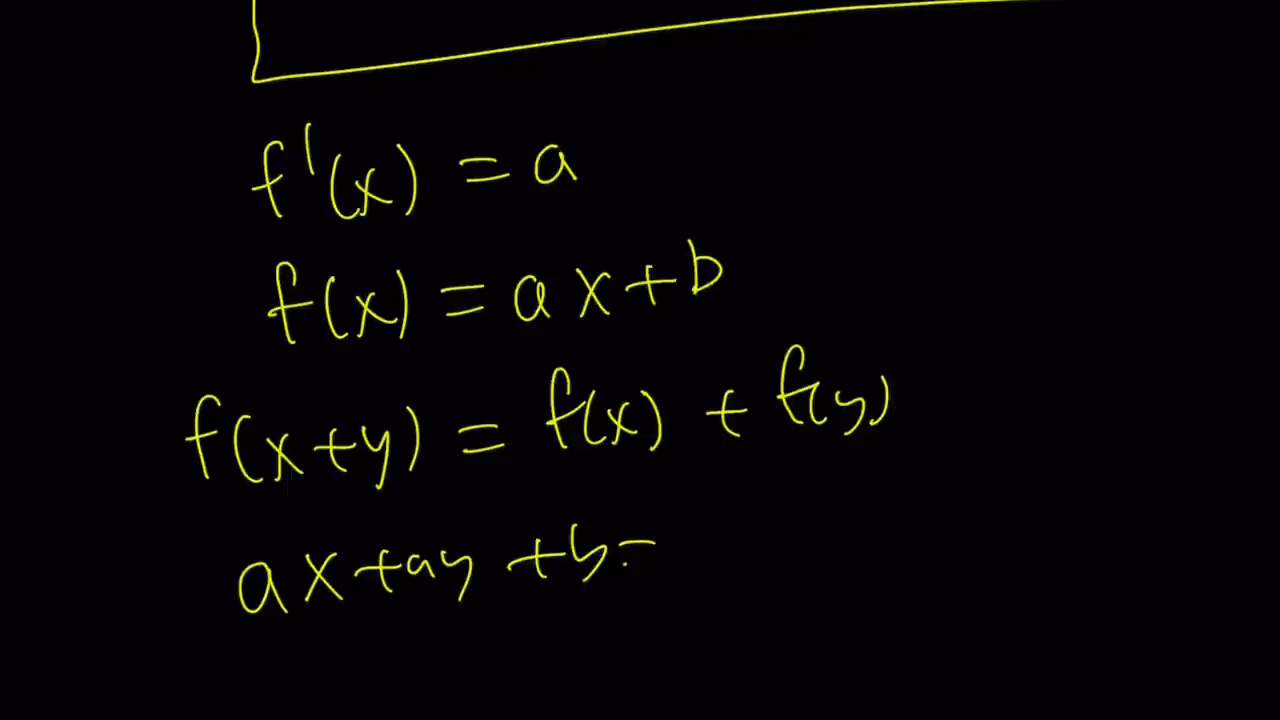 f'(x) = a
f(x) = ax+b
f(x+y) = f(x) + f(y)
ax+ay +b=